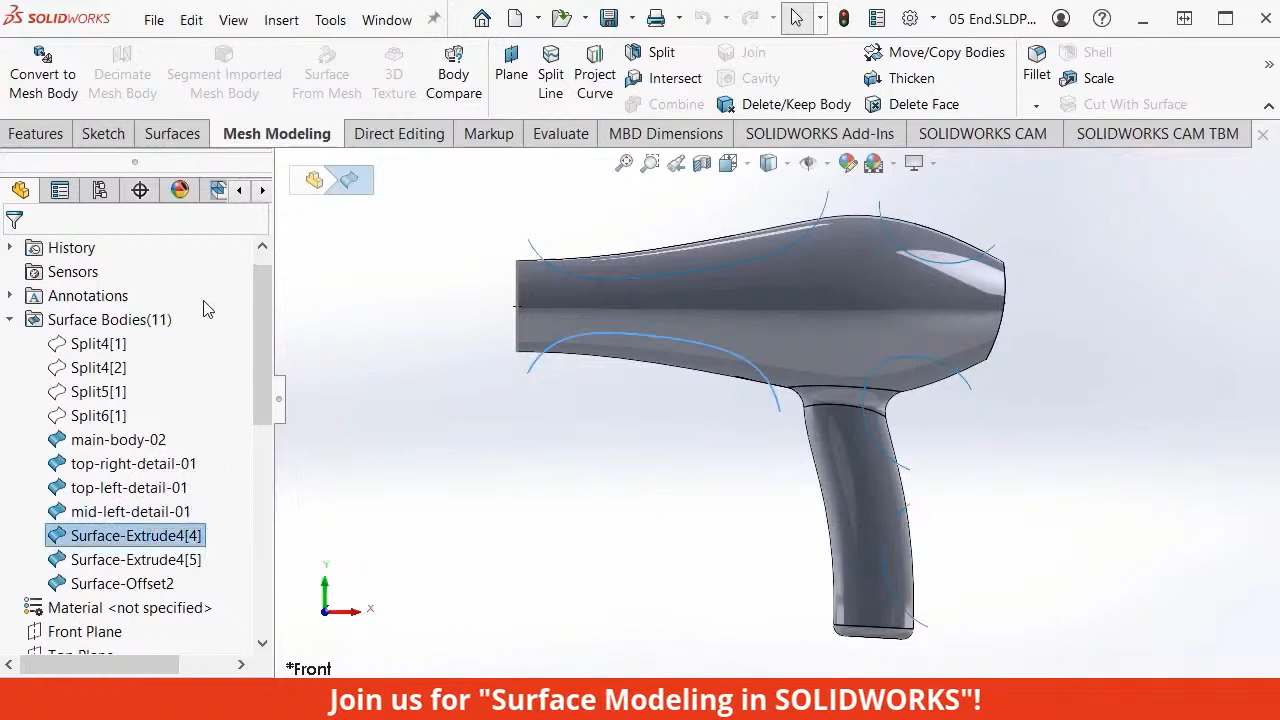 SOLIDWORKS File Edit View Insert Tools Window 05 End.SLDP...
Convert to Mesh Body Decimate Mesh Body Segment Imported Mesh Body Surface From Mesh 3D Texture Body Compare Plane Split Line Project Curve Split Join Move/Copy Bodies Fillet Shell
Intersect Cavity Thicken Scale
Combine Delete/Keep Body Delete Face Cut With Surface
Features Sketch Surfaces Mesh Modeling Direct Editing Markup Evaluate MBD Dimensions SOLIDWORKS Add-Ins SOLIDWORKS CAM SOLIDWORKS CAM TBM
History
Sensors
Annotations
Surface Bodies(11)
Split4[1]
Split4[2]
Split5[1]
Split6[1]
main-body-02
top-right-detail-01
top-left-detail-01
mid-left-detail-01
Surface-Extrude4[4]
Surface-Extrude4[5]
Surface-Offset2
Material <not specified>
Front Plane
Y
X
*Front
Join us for "Surface Modeling in SOLIDWORKS"!